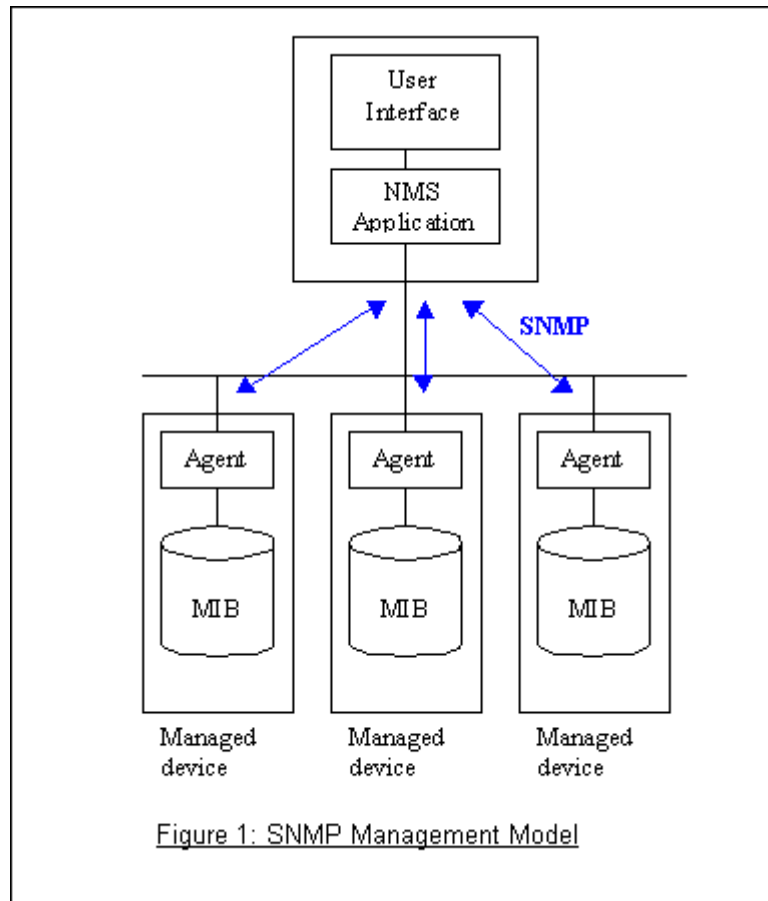 User
Interface
NMS
Application
SNMP
Agent
Agent
Agent
MIB
MIB
MIB
Managed
device
Managed
device
Managed
device
Figure 1: SNMP Management Model